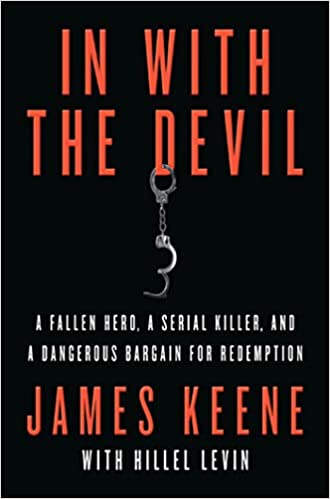 IN WITH
THE DEVIL
A FALLEN HERO, A SERIAL KILLER, AND
A DANGEROUS BARGAIN FOR REDEMPTION
JAMES KEENE
WITH HILLEL LEVIN